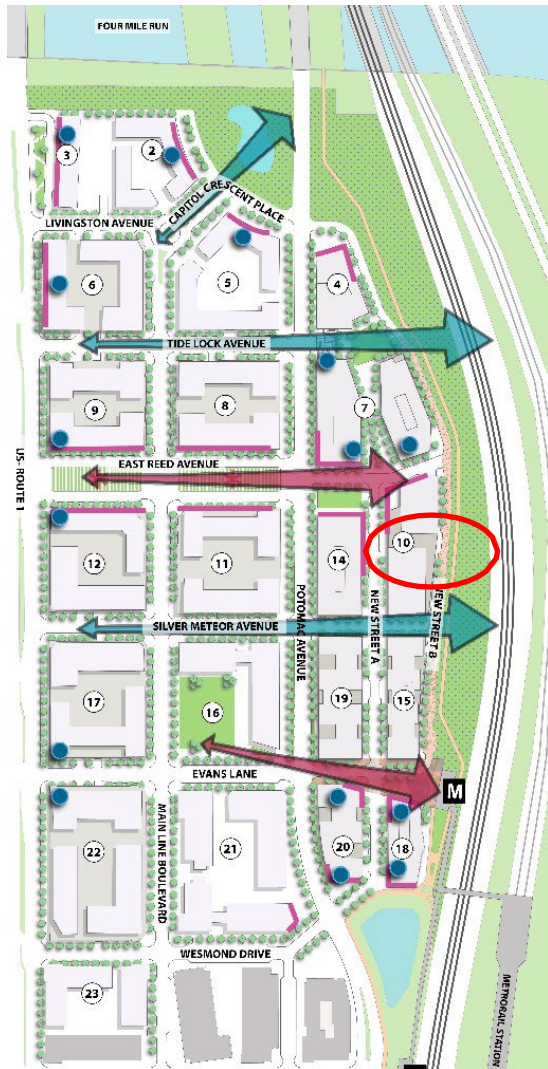 FOUR MILE RUN
3
2
CAPITOL CRESCENT PLACE
LIVINGSTON AVENUE
6
5
4
TIDE LOCK AVENUE
9
8
7
EAST REED AVENUE
US- ROUTE 1
12
11
14
10
POTOMAC AVENUE
NEW STREET A
NEW STREET B
SILVER METEOR AVENUE
17
16
19
15
EVANS LANE
M
MAIN LINE BOULEVARD
22
21
20
18
WESMOND DRIVE
23
METRORAIL STATION